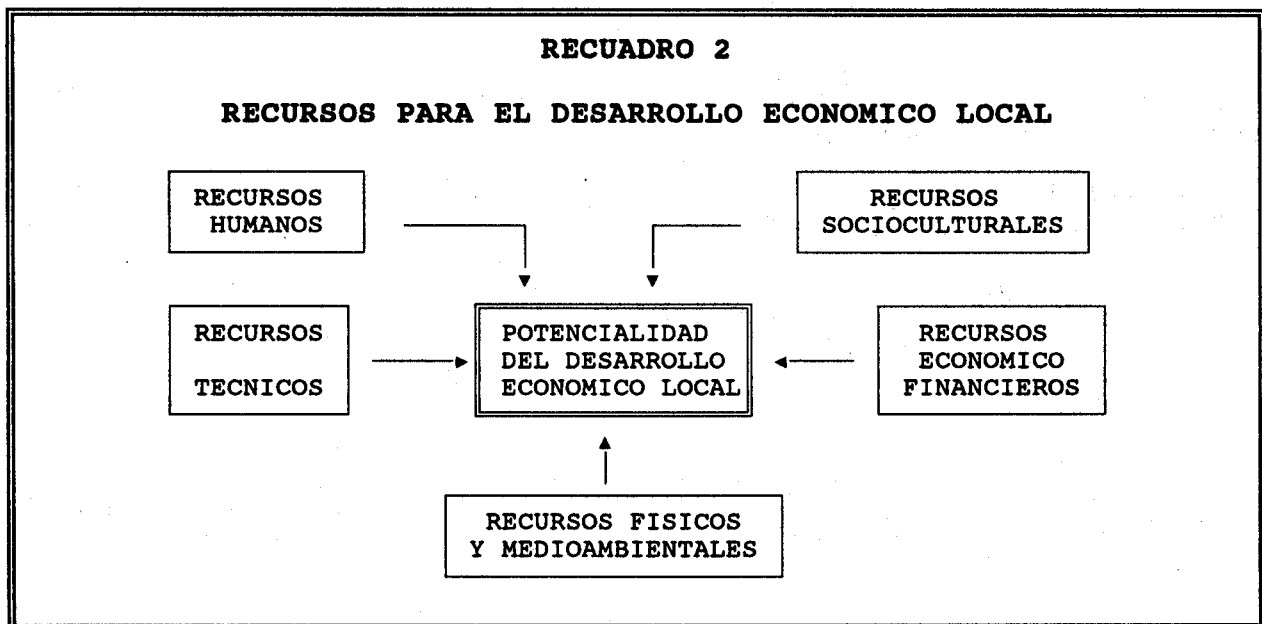 RECUADRO 2
RECURSOS PARA EL DESARROLLO ECONOMICO LOCAL
RECURSOS
HUMANOS
RECURSOS
SOCIOCULTURALES
RECURSOS
TECNICOS
POTENCIALIDAD
DEL DESARROLLO
ECONOMICO LOCAL
RECURSOS
ECONOMICO
FINANCIEROS
RECURSOS FISICOS
Y MEDIOAMBIENTALES